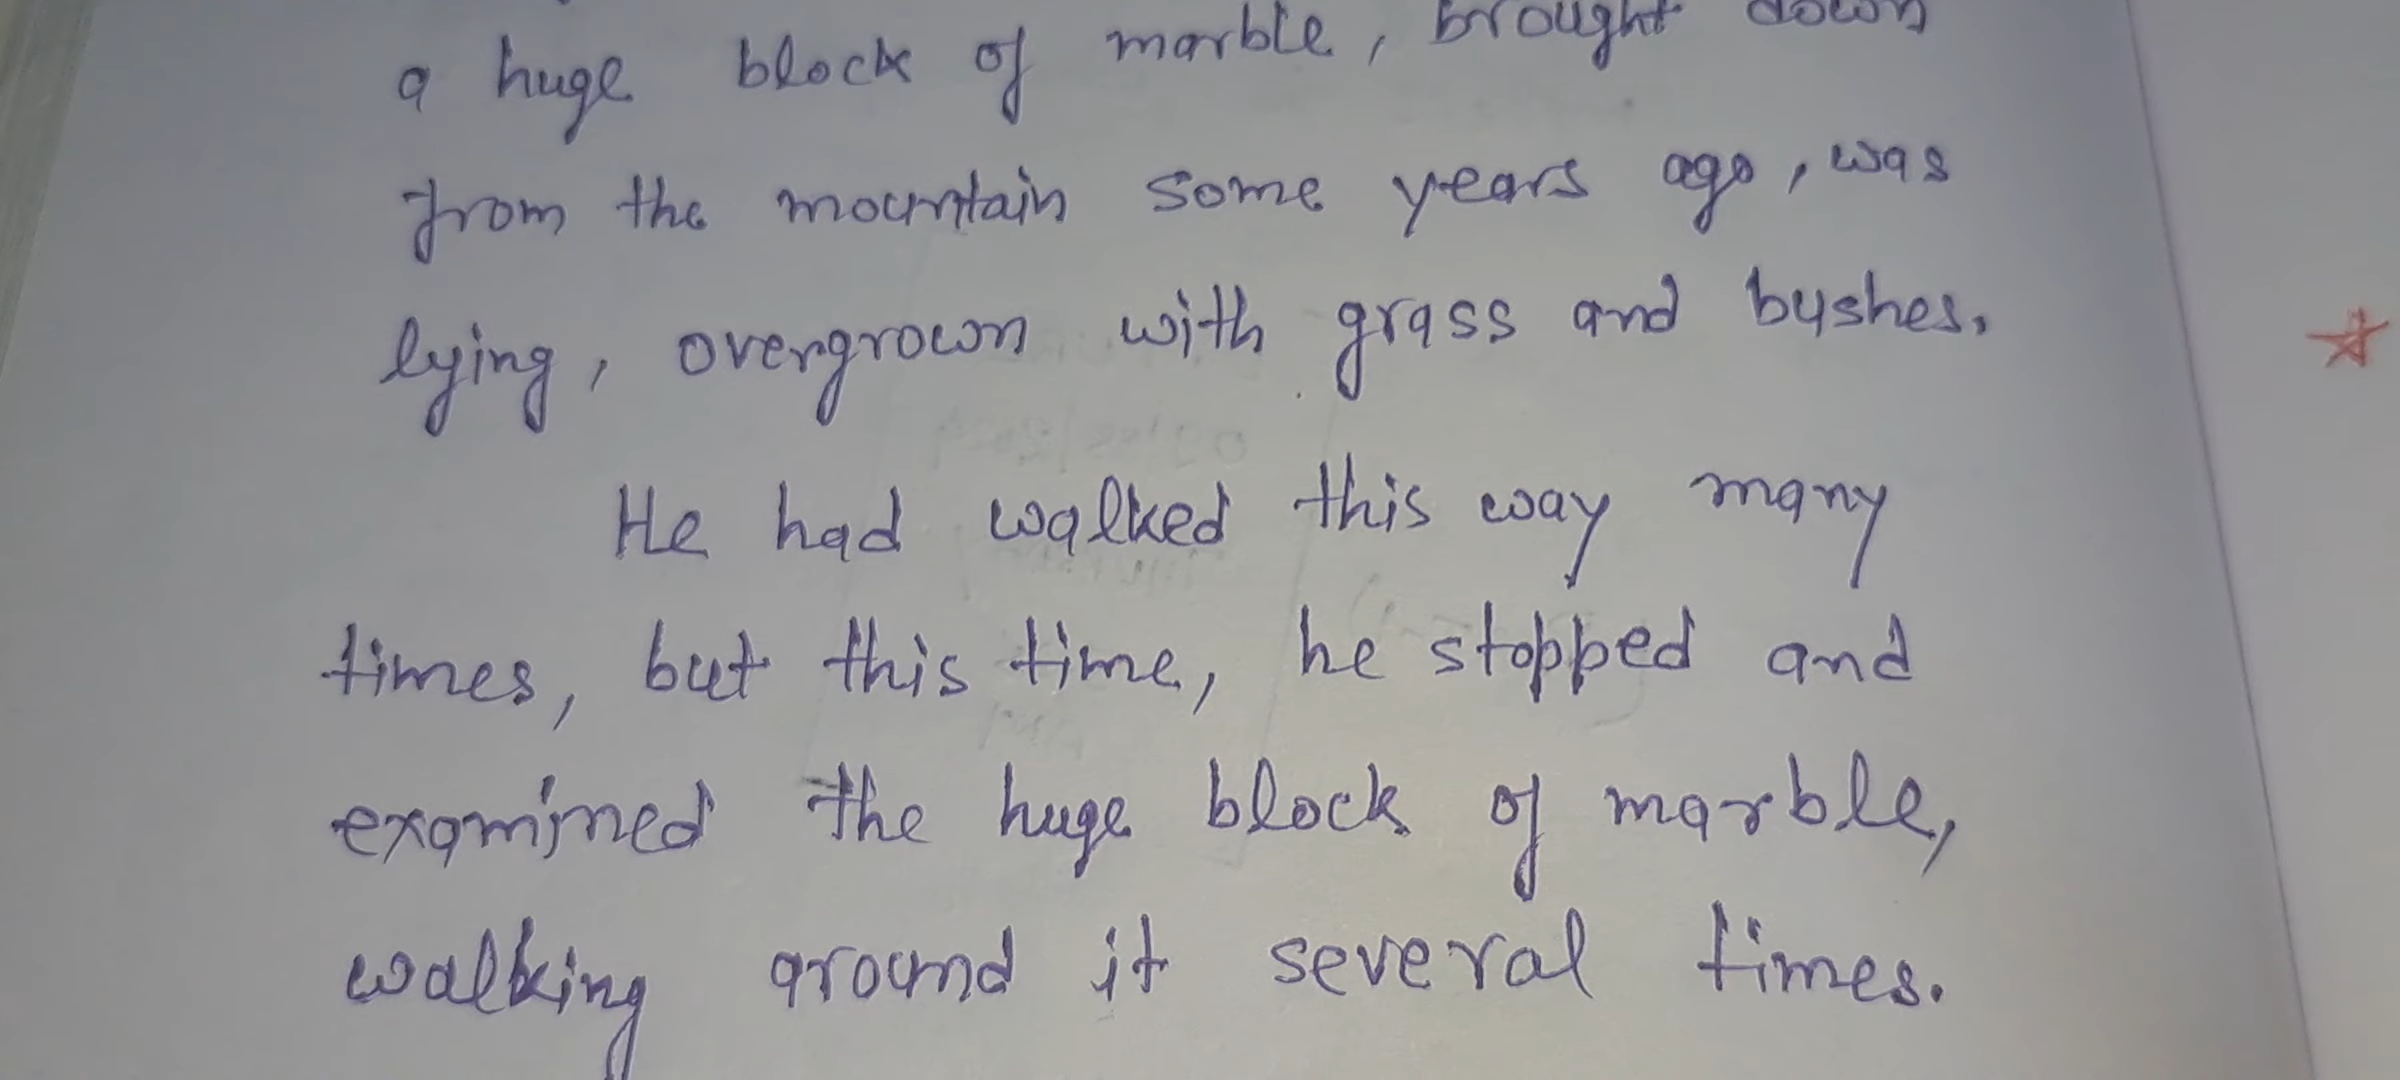 a huge block of marble, brought down
from the mountain some years ago, was
lying, overgrown with grass and bushes.
He had walked this way many
times, but this time, he stopped and
examined the huge block of marble,
walking around it several times.